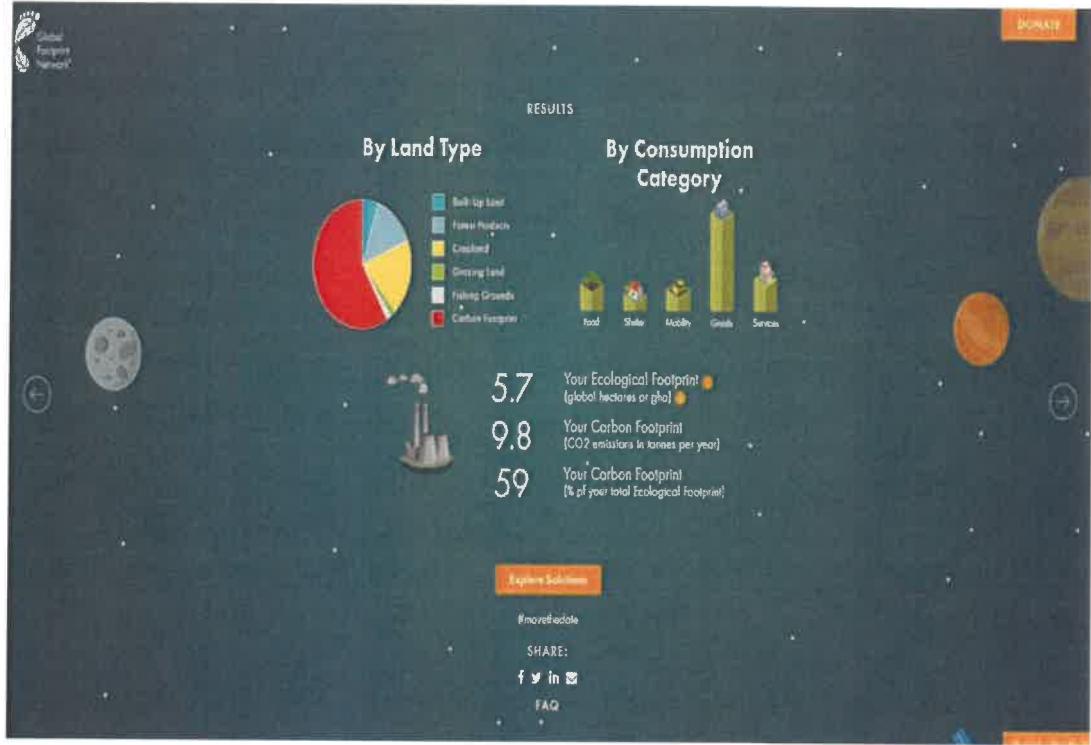 Global
Footprint
Network
DONATE
RESULTS
By Land Type
By Consumption
Category
Built-Up Land
Forest Products
Cropland
Grazing Land
Fishing Grounds
Carbon Footprint
Food
Shelter
Mobility
Goods
Services
5.7
Your Ecological Footprint
(global hectares or gha)
9.8
Your Carbon Footprint
(CO2 emissions in tonnes per year)
59
Your Carbon Footprint
(% of your total Ecological Footprint)
Explore Solutions
#movethedate
SHARE:
FAQ